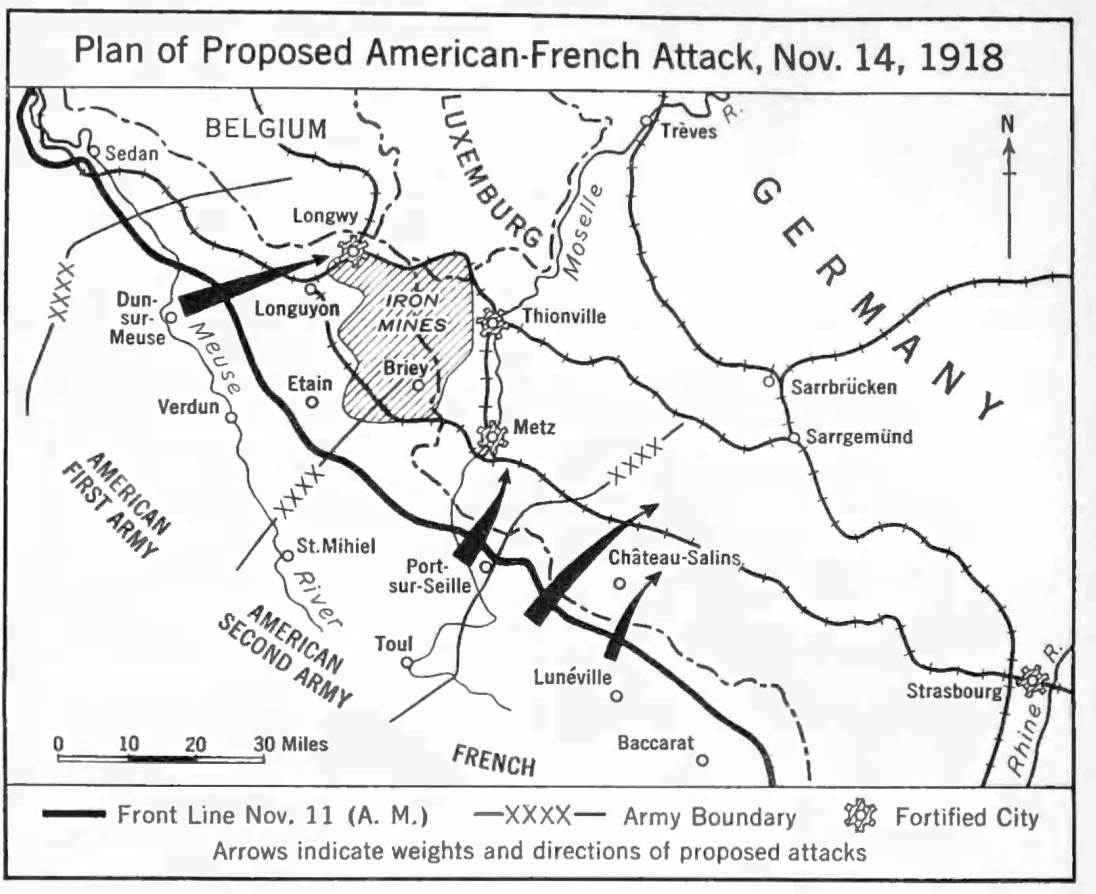 Plan of Proposed American-French Attack, Nov. 14, 1918
BELGIUM
LUXEMBURG
GERMANY
N
R.
Trèves
Sedan
Moselle
Longwy
XXXX
Dun-
sur-
Meuse
Longuyon
IRON
MINES
Thionville
Meuse
Briey
Etain
Verdun
Sarrbrücken
Metz
Sarrgemünd
XXXX
AMERICAN
FIRST ARMY
XXXX
St. Mihiel
River
Port-
sur-Seille
Château-Salins
AMERICAN
SECOND ARMY
Toul
Lunéville
Strasbourg
R.
Rhine
Baccarat
FRENCH
0 10 20 30 Miles
Front Line Nov. 11 (A. M.)
XXXX Army Boundary
Fortified City
Arrows indicate weights and directions of proposed attacks